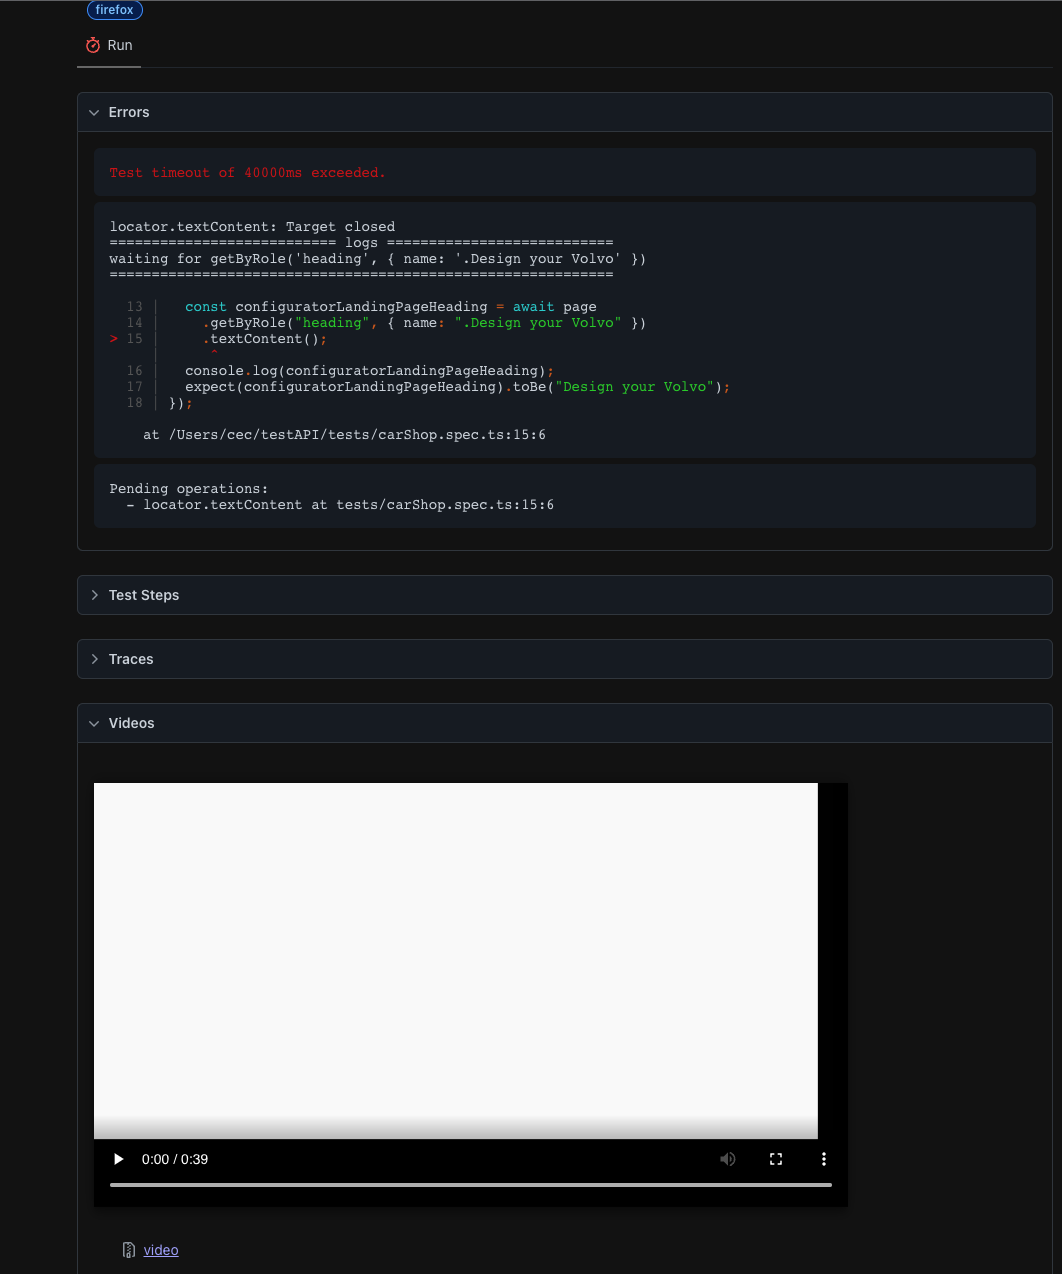 firefox
Run
Errors
Test timeout of 40000ms exceeded.
locator.textContent: Target closed
=========================== logs ===========================
waiting for getByRole('heading', { name: '.Design your Volvo' })
============================================================
13 |   const configuratorLandingPageHeading = await page
14 |     .getByRole("heading", { name: ".Design your Volvo" })
> 15 |     .textContent();
|      ^
16 |   console.log(configuratorLandingPageHeading);
17 |   expect(configuratorLandingPageHeading).toBe("Design your Volvo");
18 | });
at /Users/cec/testAPI/tests/carShop.spec.ts:15:6
Pending operations:
- locator.textContent at tests/carShop.spec.ts:15:6
Test Steps
Traces
Videos
0:00 / 0:39
video